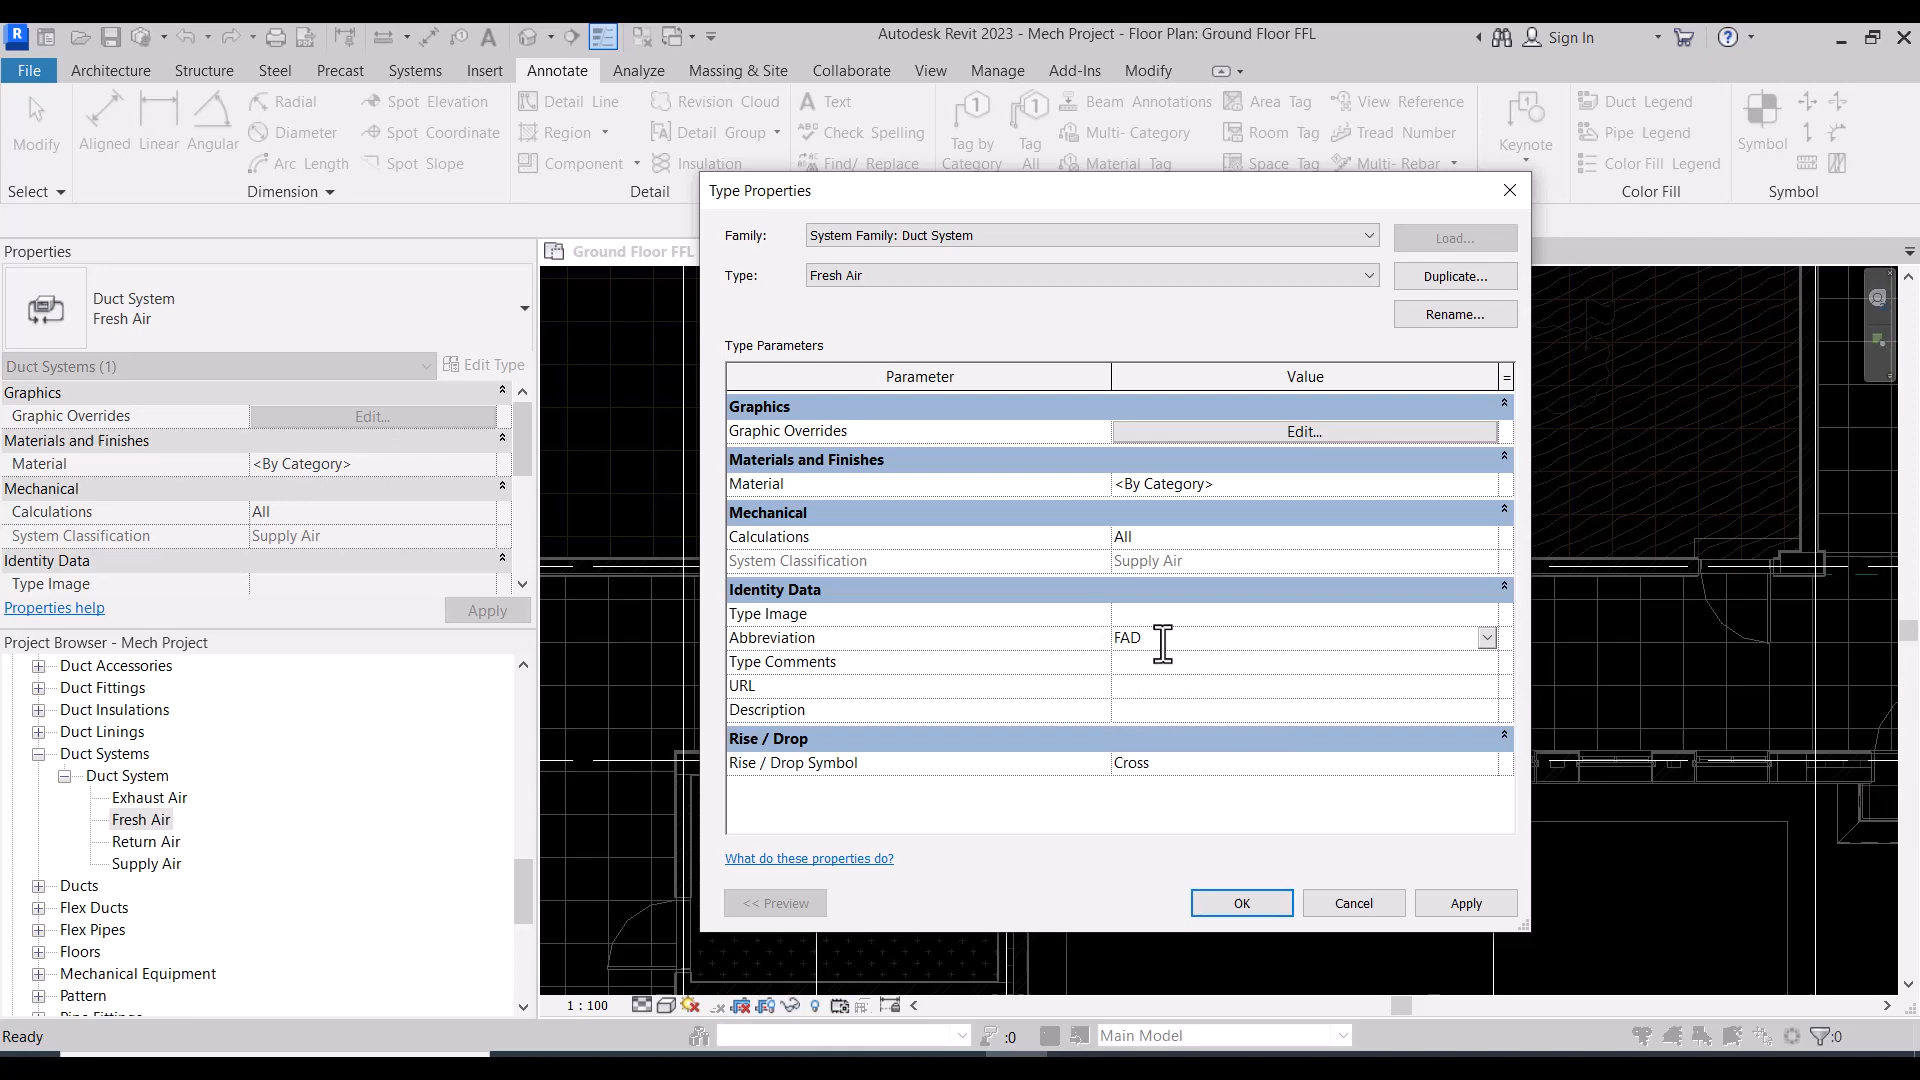 Autodesk Revit 2023 - Mech Project - Floor Plan: Ground Floor FFL
Sign In
File Architecture Structure Steel Precast Systems Insert Annotate Analyze Massing & Site Collaborate View Manage Add-Ins Modify
Modify
Select
Aligned Linear Angular
Radial
Diameter
Arc Length
Spot Elevation
Spot Coordinate
Spot Slope
Dimension
Detail Line
Region
Component
Revision Cloud
Detail Group
Insulation
Detail
Text
Check Spelling
Find/ Replace
Tag by Category
Tag All
Beam Annotations
Multi- Category
Material Tag
Area Tag
Room Tag
Space Tag
View Reference
Tread Number
Multi- Rebar
Keynote
Duct Legend
Pipe Legend
Color Fill Legend
Color Fill
Symbol
Symbol
Properties
Duct System
Fresh Air
Duct Systems (1)
Edit Type
Graphics
Graphic Overrides Edit...
Materials and Finishes
Material <By Category>
Mechanical
Calculations All
System Classification Supply Air
Identity Data
Type Image
Properties help
Apply
Project Browser - Mech Project
Duct Accessories
Duct Fittings
Duct Insulations
Duct Linings
Duct Systems
Duct System
Exhaust Air
Fresh Air
Return Air
Supply Air
Ducts
Flex Ducts
Flex Pipes
Floors
Mechanical Equipment
Pattern
Ground Floor FFL
Type Properties
Family: System Family: Duct System Load...
Type: Fresh Air Duplicate...
Rename...
Type Parameters
Parameter Value =
Graphics
Graphic Overrides Edit...
Materials and Finishes
Material <By Category>
Mechanical
Calculations All
System Classification Supply Air
Identity Data
Type Image
Abbreviation FAD
Type Comments
URL
Description
Rise / Drop
Rise / Drop Symbol Cross
What do these properties do?
<< Preview OK Cancel Apply
1 : 100
Ready
:0
Main Model
:0